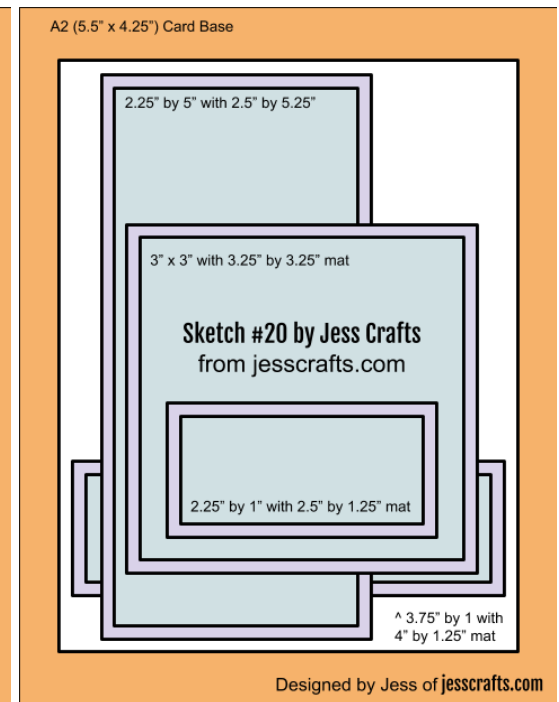 A2 (5.5” x 4.25”) Card Base
2.25” by 5” with 2.5” by 5.25”
3” x 3” with 3.25” by 3.25” mat
Sketch #20 by Jess Crafts
from jesscrafts.com
2.25” by 1” with 2.5” by 1.25” mat
^ 3.75” by 1 with
4” by 1.25” mat
Designed by Jess of jesscrafts.com